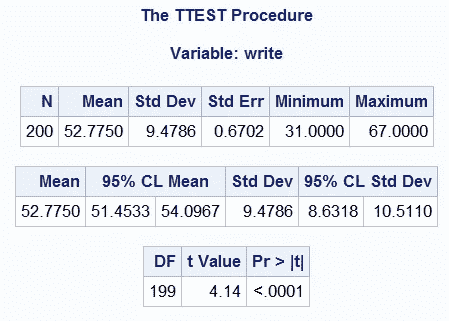 The TTEST Procedure
Variable: write
N Mean Std Dev Std Err Minimum Maximum
200 52.7750 9.4786 0.6702 31.0000 67.0000
Mean 95% CL Mean Std Dev 95% CL Std Dev
52.7750 51.4533 54.0967 9.4786 8.6318 10.5110
DF t Value Pr > |t|
199 4.14 <.0001